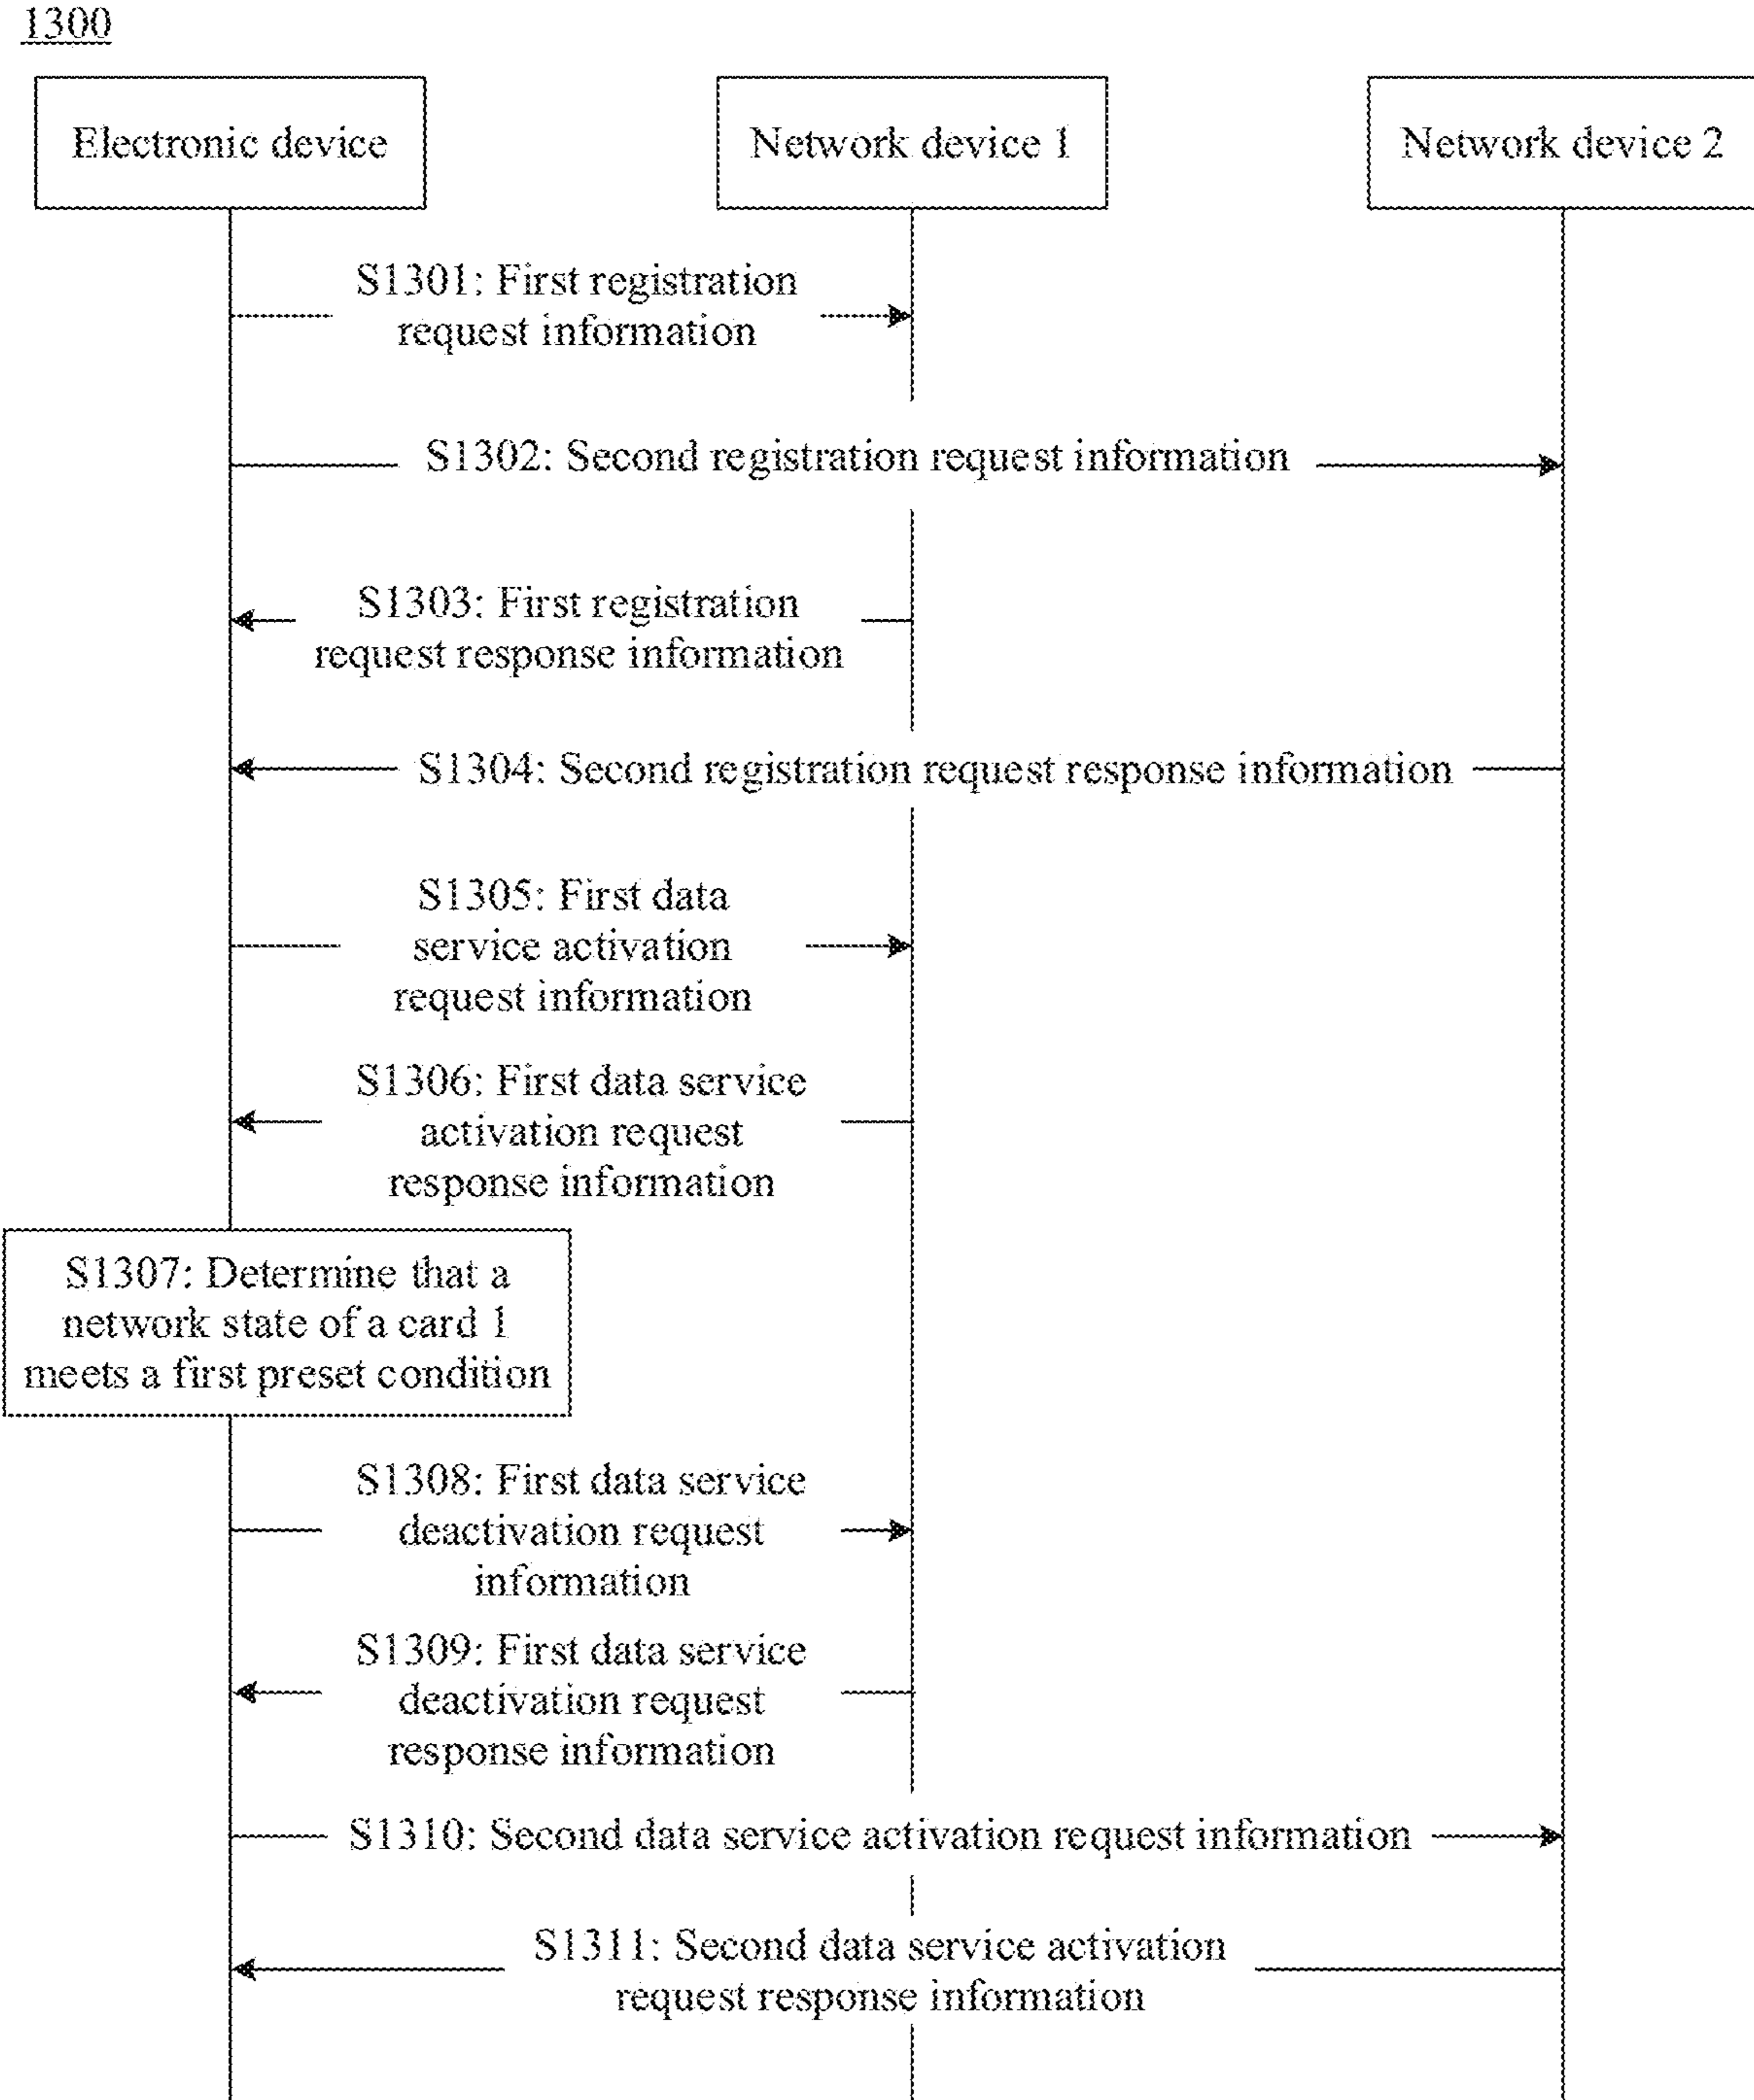 1300
Electronic device
Network device 1
Network device 2
S1301: First registration
request information
S1302: Second registration request information
S1303: First registration
request response information
S1304: Second registration request response information
S1305: First data
service activation
request information
S1306: First data service
activation request
response information
S1307: Determine that a
network state of a card 1
meets a first preset condition
S1308: First data service
deactivation request
information
S1309: First data service
deactivation request
response information
S1310: Second data service activation request information
S1311: Second data service activation
request response information